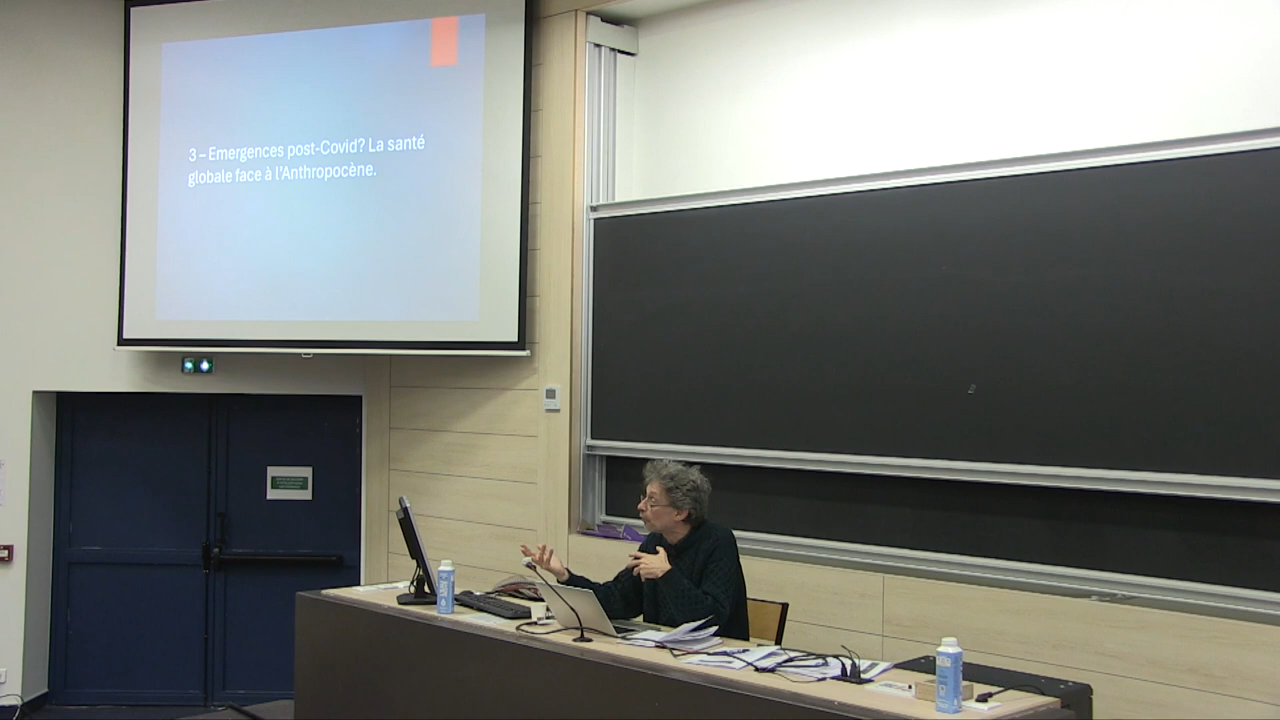 3 – Emergences post-Covid? La santé
globale face à l'Anthropocène.